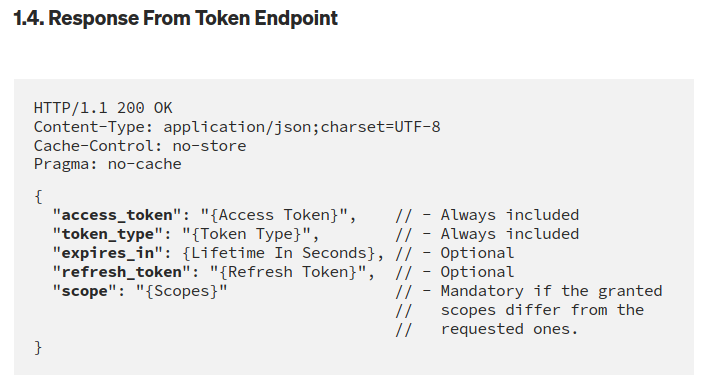 1.4. Response From Token Endpoint
HTTP/1.1 200 OK
Content-Type: application/json;charset=UTF-8
Cache-Control: no-store
Pragma: no-cache
{
"access_token": "{Access Token}",    // - Always included
"token_type": "{Token Type}",        // - Always included
"expires_in": {Lifetime In Seconds}, // - Optional
"refresh_token": "{Refresh Token}",  // - Optional
"scope": "{Scopes}"                  // - Mandatory if the granted
//   scopes differ from the
//   requested ones.
}